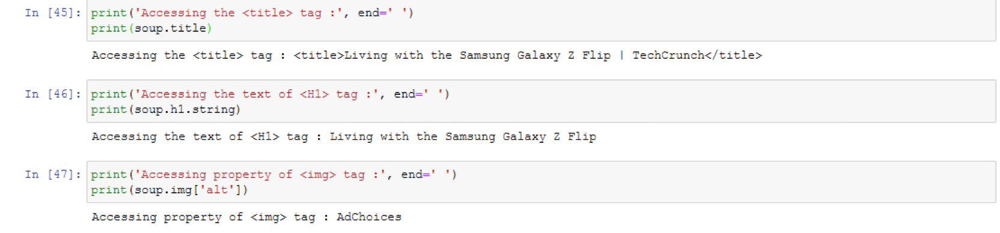 In [45]: print('Accessing the <title> tag :', end=' ')
print(soup.title)
Accessing the <title> tag : <title>Living with the Samsung Galaxy Z Flip | TechCrunch</title>
In [46]: print('Accessing the text of <H1> tag :', end=' ')
print(soup.h1.string)
Accessing the text of <H1> tag : Living with the Samsung Galaxy Z Flip
In [47]: print('Accessing property of <img> tag :', end=' ')
print(soup.img['alt'])
Accessing property of <img> tag : AdChoices